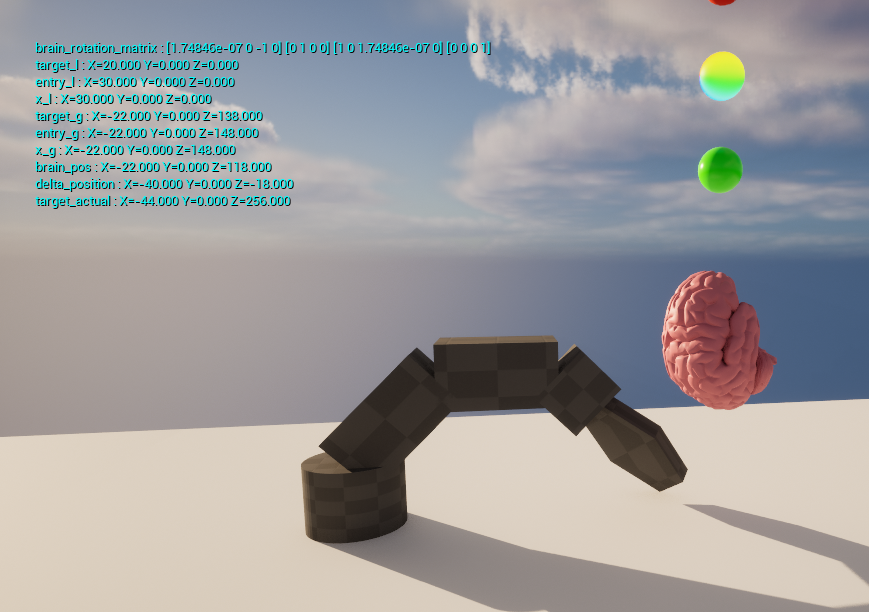 brain_rotation_matrix : [1.74846e-07 0 -1 0] [0 1 0 0] [1 0 1.74846e-07 0] [0 0 0 1]
target_l : X=20.000 Y=0.000 Z=0.000
entry_l : X=30.000 Y=0.000 Z=0.000
x_l : X=30.000 Y=0.000 Z=0.000
target_g : X=-22.000 Y=0.000 Z=138.000
entry_g : X=-22.000 Y=0.000 Z=148.000
x_g : X=-22.000 Y=0.000 Z=148.000
brain_pos : X=-22.000 Y=0.000 Z=118.000
delta_position : X=-40.000 Y=0.000 Z=-18.000
target_actual : X=-44.000 Y=0.000 Z=256.000